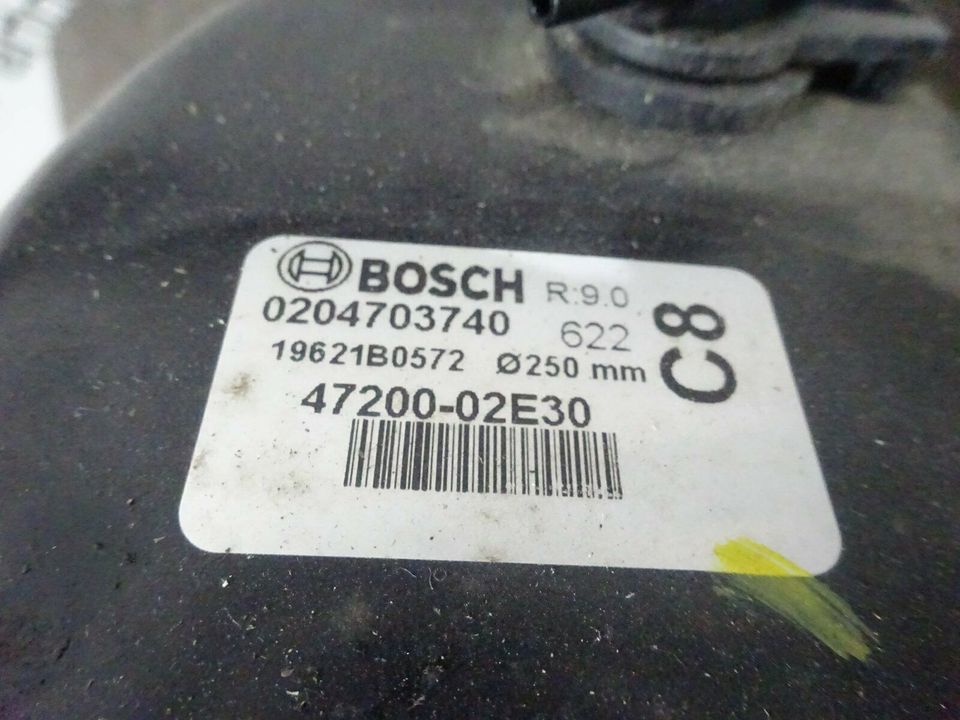 BOSCH R:9.0
0204703740 622
19621B0572 Ø250 mm
47200-02E30
C8